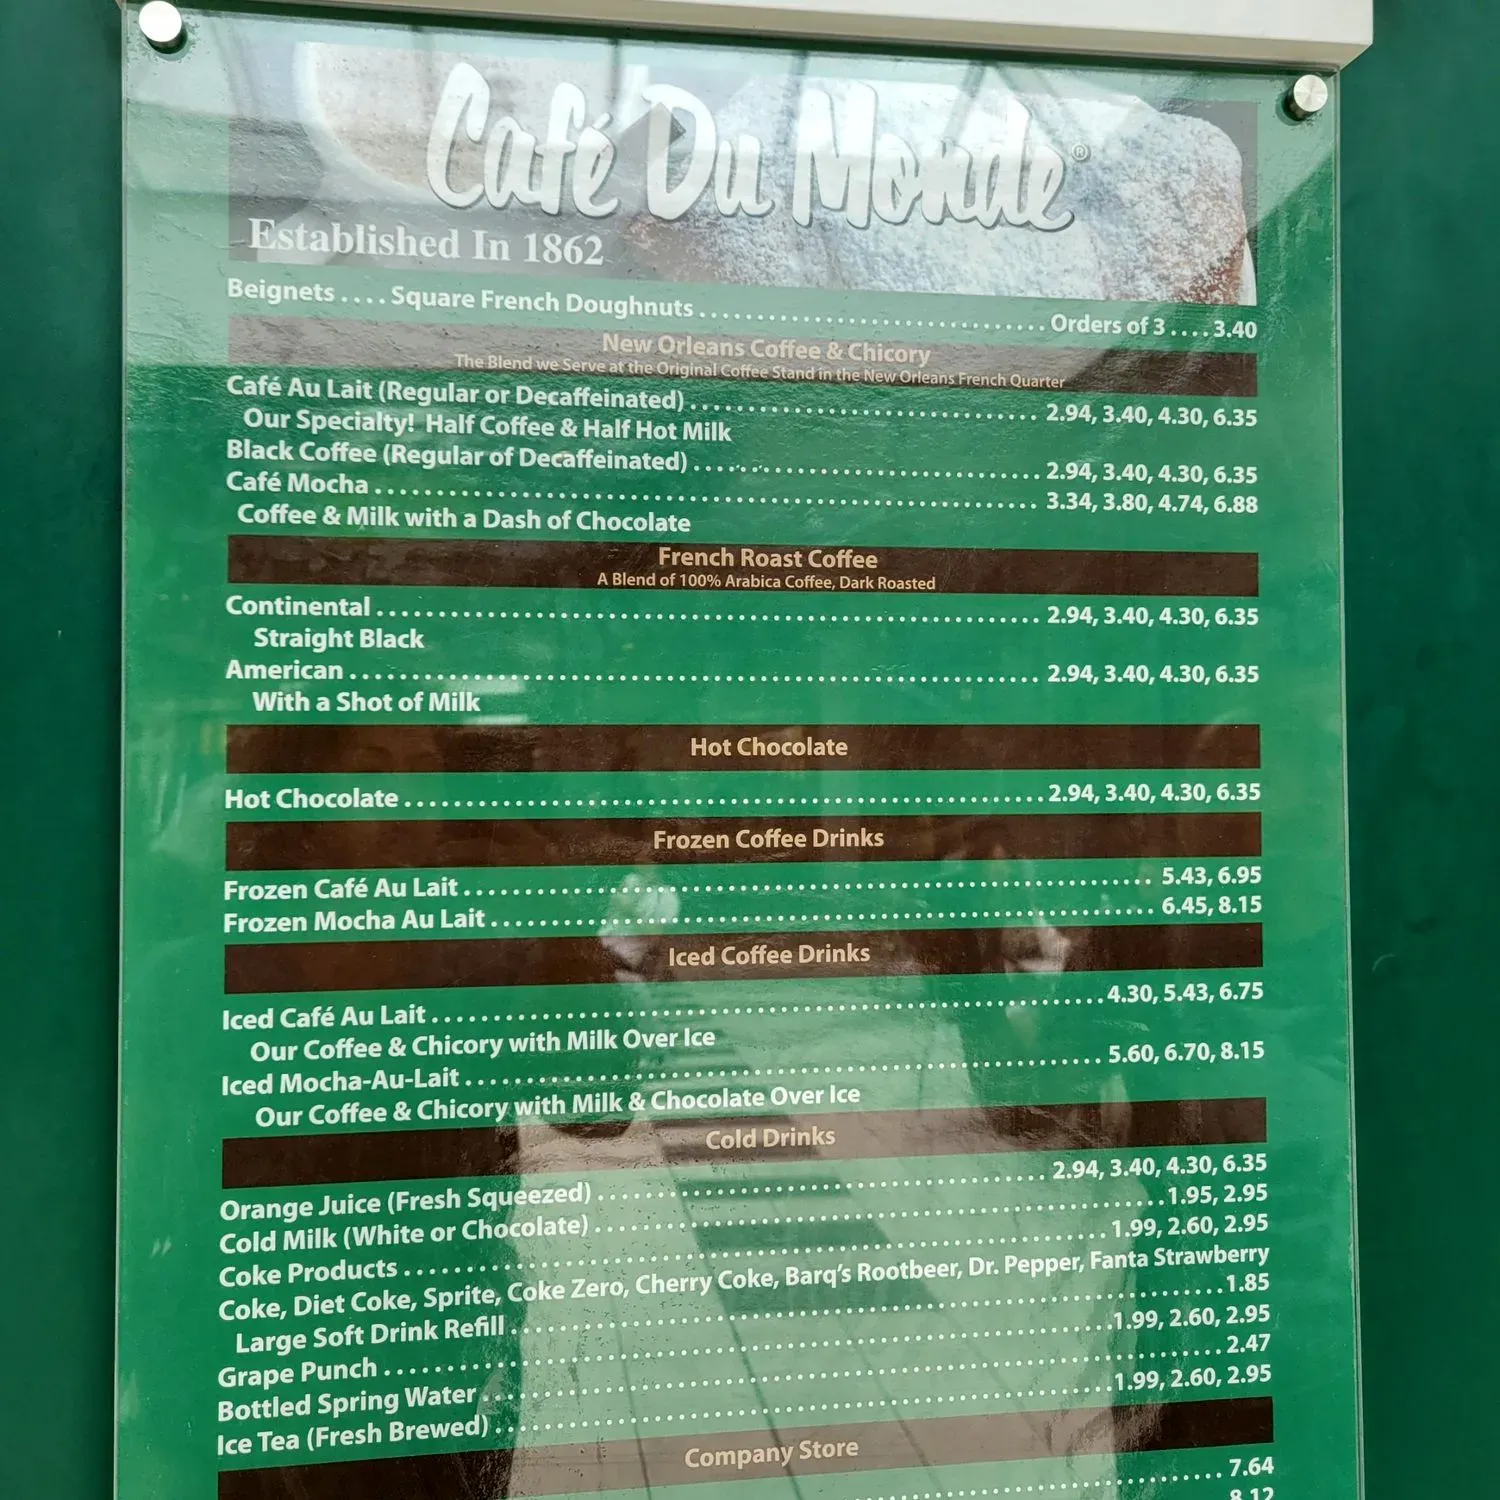 Café Du Monde®
Established In 1862
Beignets .... Square French Doughnuts ........................................ Orders of 3 .... 3.40
New Orleans Coffee & Chicory
The Blend we Serve at the Original Coffee Stand in the New Orleans French Quarter
Café Au Lait (Regular or Decaffeinated) ........................................ 2.94, 3.40, 4.30, 6.35
Our Specialty! Half Coffee & Half Hot Milk
Black Coffee (Regular of Decaffeinated) ........................................ 2.94, 3.40, 4.30, 6.35
Café Mocha ........................................ 3.34, 3.80, 4.74, 6.88
Coffee & Milk with a Dash of Chocolate
French Roast Coffee
A Blend of 100% Arabica Coffee, Dark Roasted
Continental ........................................ 2.94, 3.40, 4.30, 6.35
Straight Black
American ........................................ 2.94, 3.40, 4.30, 6.35
With a Shot of Milk
Hot Chocolate
Hot Chocolate ........................................ 2.94, 3.40, 4.30, 6.35
Frozen Coffee Drinks
Frozen Café Au Lait ........................................ 5.43, 6.95
Frozen Mocha Au Lait ........................................ 6.45, 8.15
Iced Coffee Drinks
Iced Café Au Lait ........................................ 4.30, 5.43, 6.75
Our Coffee & Chicory with Milk Over Ice
Iced Mocha-Au-Lait ........................................ 5.60, 6.70, 8.15
Our Coffee & Chicory with Milk & Chocolate Over Ice
Cold Drinks
Orange Juice (Fresh Squeezed) ........................................ 2.94, 3.40, 4.30, 6.35
Cold Milk (White or Chocolate) ........................................ 1.95, 2.95
Coke Products ........................................ 1.99, 2.60, 2.95
Coke, Diet Coke, Sprite, Coke Zero, Cherry Coke, Barq's Rootbeer, Dr. Pepper, Fanta Strawberry
Large Soft Drink Refill ........................................ 1.85
Grape Punch ........................................ 1.99, 2.60, 2.95
Bottled Spring Water ........................................ 2.47
Ice Tea (Fresh Brewed) ........................................ 1.99, 2.60, 2.95
Company Store
........................................ 7.64
8.12